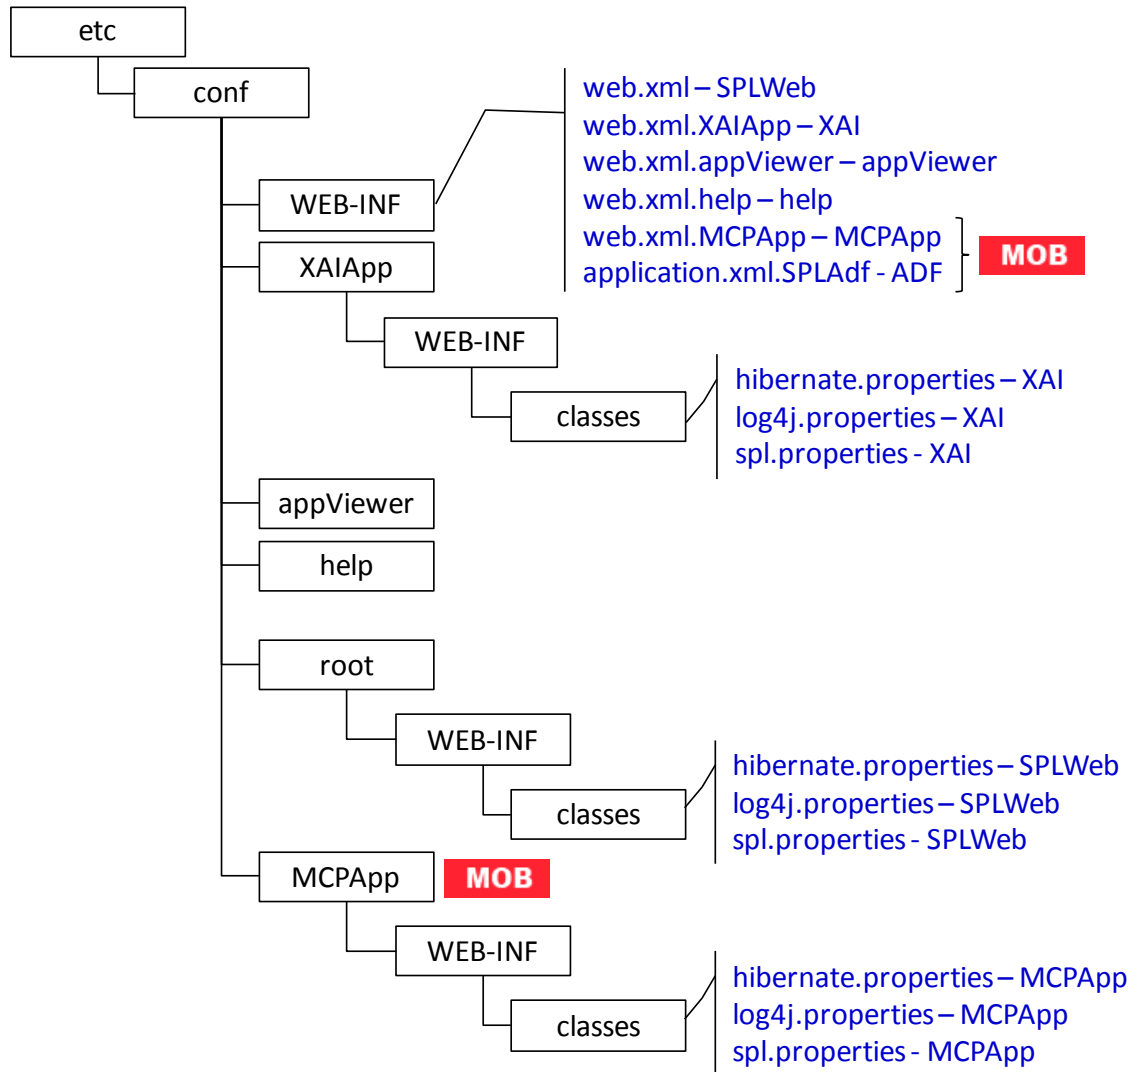 etc
conf
web.xml – SPLWeb
web.xml.XAIApp – XAI
web.xml.appViewer – appViewer
web.xml.help – help
web.xml.MCPApp – MCPApp
application.xml.SPLAdf - ADF
MOB
WEB-INF
XAIApp
WEB-INF
classes
hibernate.properties – XAI
log4j.properties – XAI
spl.properties - XAI
appViewer
help
root
WEB-INF
classes
hibernate.properties – SPLWeb
log4j.properties – SPLWeb
spl.properties - SPLWeb
MCPApp
MOB
WEB-INF
classes
hibernate.properties – MCPApp
log4j.properties – MCPApp
spl.properties - MCPApp